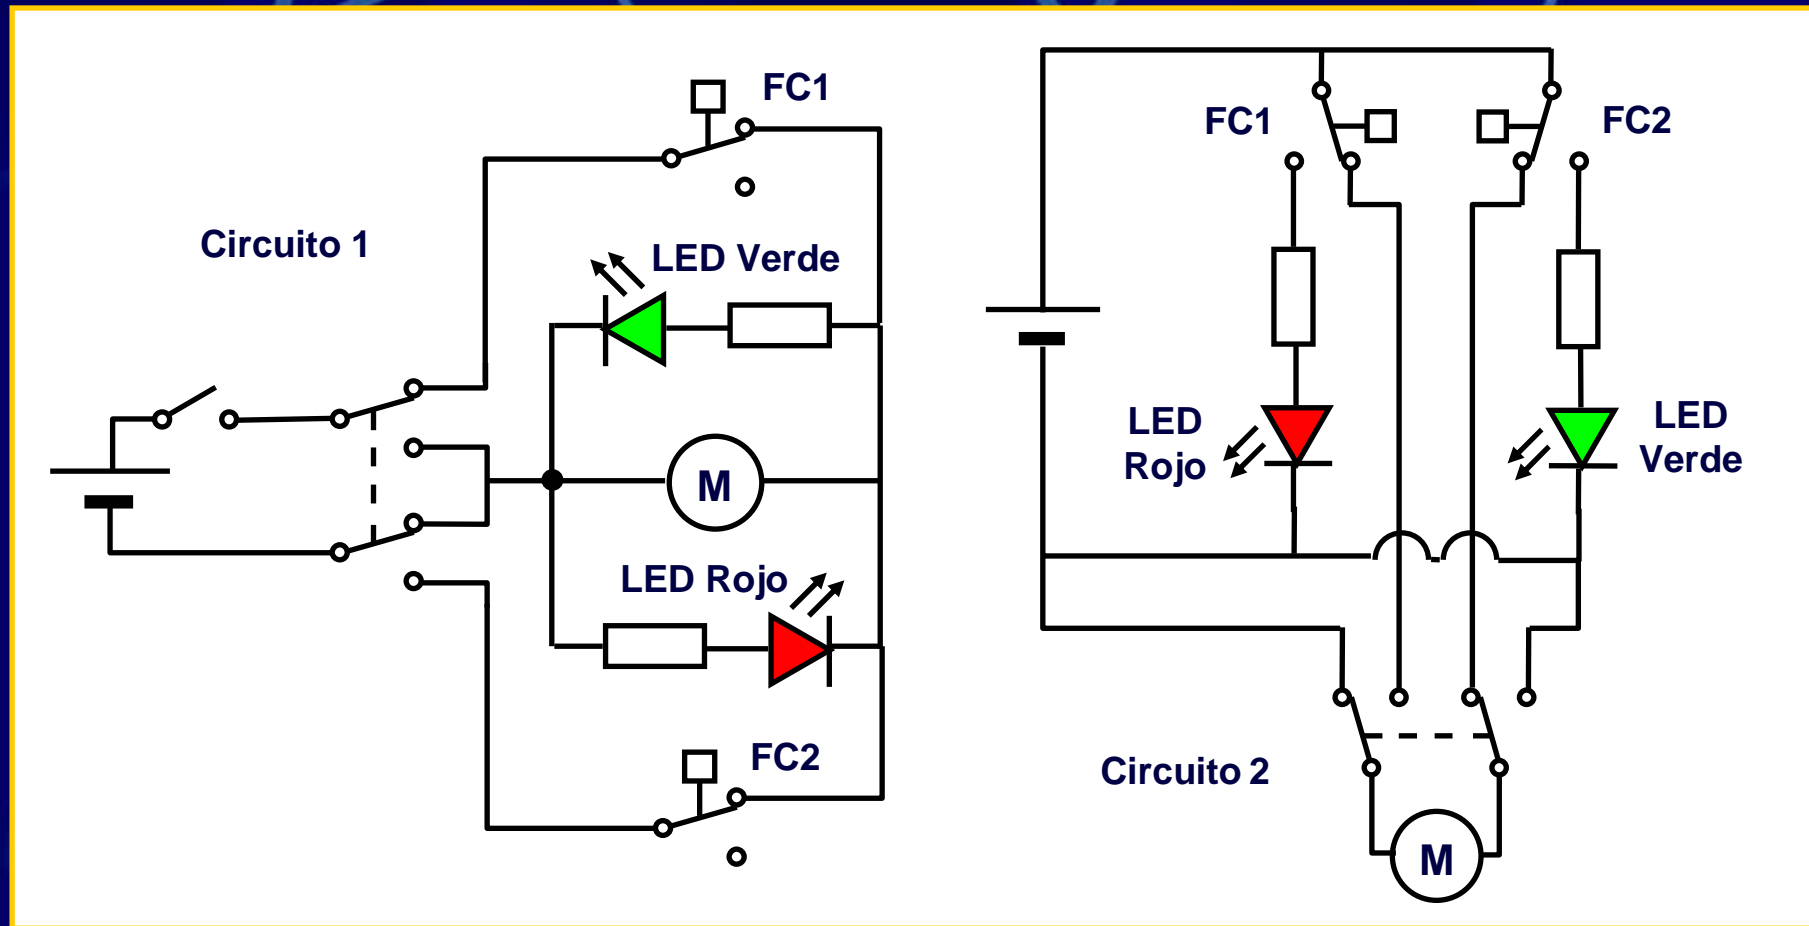 FC1
Circuito 1
LED Verde
M
LED Rojo
FC2
FC1
FC2
LED
Rojo
LED
Verde
Circuito 2
M